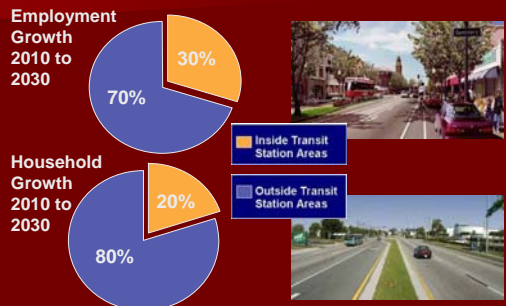 Employment
Growth
2010 to
2030
30%
70%
Inside Transit
Station Areas
Outside Transit
Station Areas
Household
Growth
2010 to
2030
20%
80%